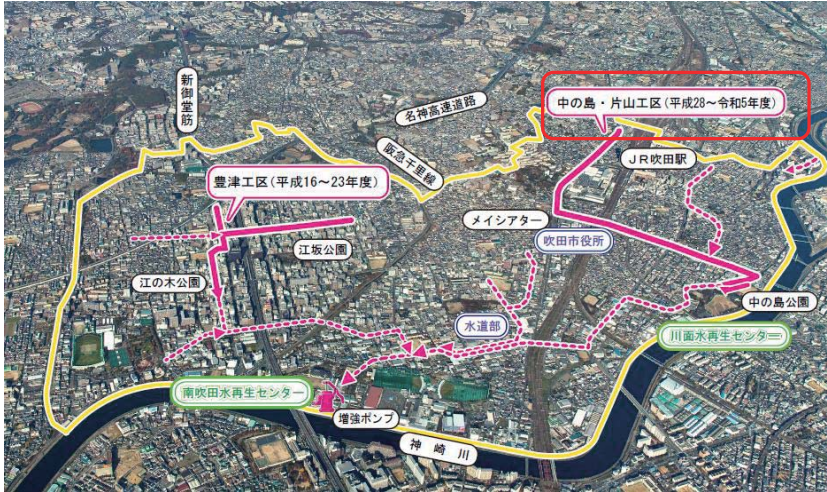 新御堂筋
名神高速道路
中の島・片山工区(平成28~令和5年度)
阪急千里線
JR吹田駅
豊津工区(平成16~23年度)
メイシアター
吹田市役所
江坂公園
江の木公園
中の島公園
水道部
川面水再生センター
南吹田水再生センター
増強ポンプ
神崎川